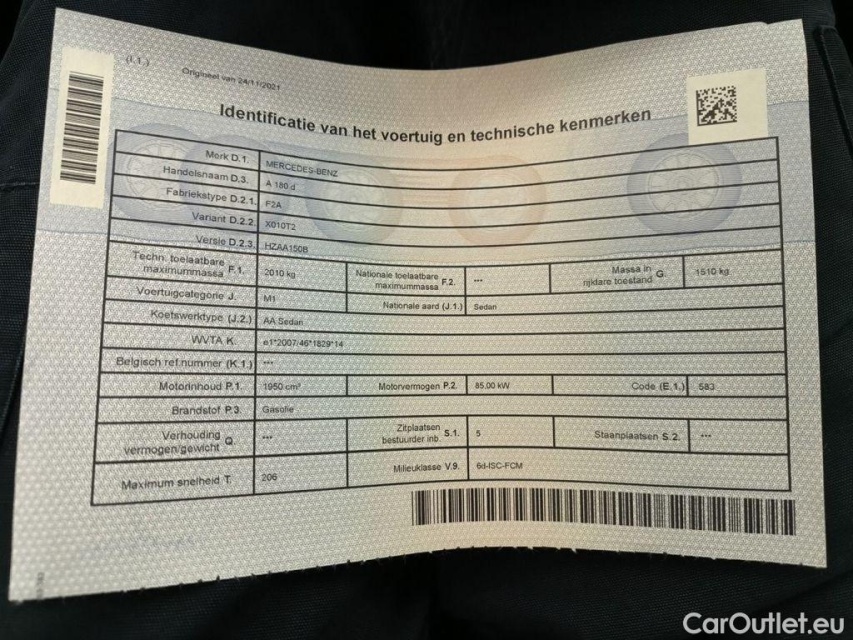 (I.1.)
Origineel van 24/11/2021
Identificatie van het voertuig en technische kenmerken
Merk D.1. MERCEDES-BENZ
Handelsnaam D.3. A 180 d
Fabriekstype D.2.1. F2A
Variant D.2.2. X010T2
Versie D.2.3. HZAA150B
Techn. toelaatbare maximummassa F.1. 2010 kg Nationale toelaatbare maximummassa F.2. --- Massa in rijklare toestand G. 1510 kg
Voertuigcategorie J. M1 Nationale aard (J.1.) Sedan
Koetswerktype (J.2.) AA Sedan
WVTA K. e1*2007/46*1829*14
Belgisch ref.nummer (K.1.) ---
Motorinhoud P.1. 1950 cm³ Motorvermogen P.2. 85.00 kW Code (E.1.) 583
Brandstof P.3. Gasolie
Verhouding vermogen/gewicht Q. --- Zitplaatsen bestuurder inb. S.1. 5 Staanplaatsen S.2. ---
Maximum snelheid T. 206 Milieuklasse V.9. 6d-ISC-FCM
CarOutlet.eu